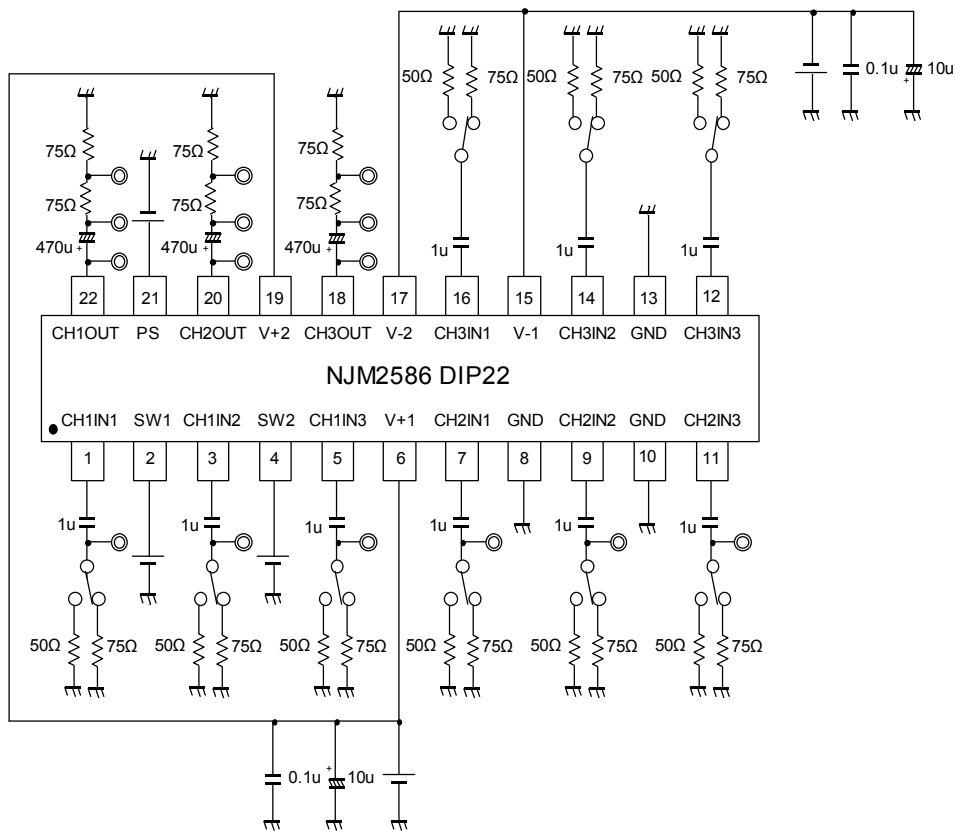 50Ω 75Ω 50Ω 75Ω 50Ω 75Ω 0.1u + 10u
75Ω 75Ω 75Ω
75Ω 75Ω 75Ω
470u + 470u + 470u +
1u 1u 1u
22 21 20 19 18 17 16 15 14 13 12
CH1OUT PS CH2OUT V+2 CH3OUT V-2 CH3IN1 V-1 CH3IN2 GND CH3IN3
NJM2586 DIP22
CH1IN1 SW1 CH1IN2 SW2 CH1IN3 V+1 CH2IN1 GND CH2IN2 GND CH2IN3
1 2 3 4 5 6 7 8 9 10 11
1u 1u 1u 1u 1u 1u
50Ω 75Ω 50Ω 75Ω 50Ω 75Ω 50Ω 75Ω 50Ω 75Ω 50Ω 75Ω
0.1u + 10u